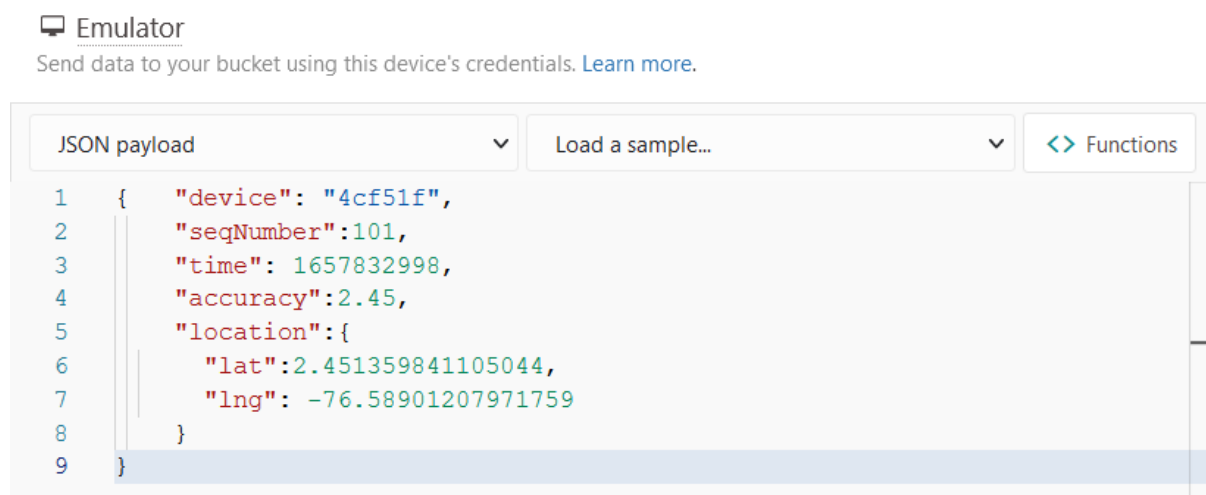 Emulator
Send data to your bucket using this device's credentials. Learn more.
JSON payload
Load a sample...
<> Functions
1 { "device": "4cf51f",
2 "seqNumber":101,
3 "time": 1657832998,
4 "accuracy":2.45,
5 "location":{
6 "lat":2.451359841105044,
7 "lng": -76.58901207971759
8 }
9 }